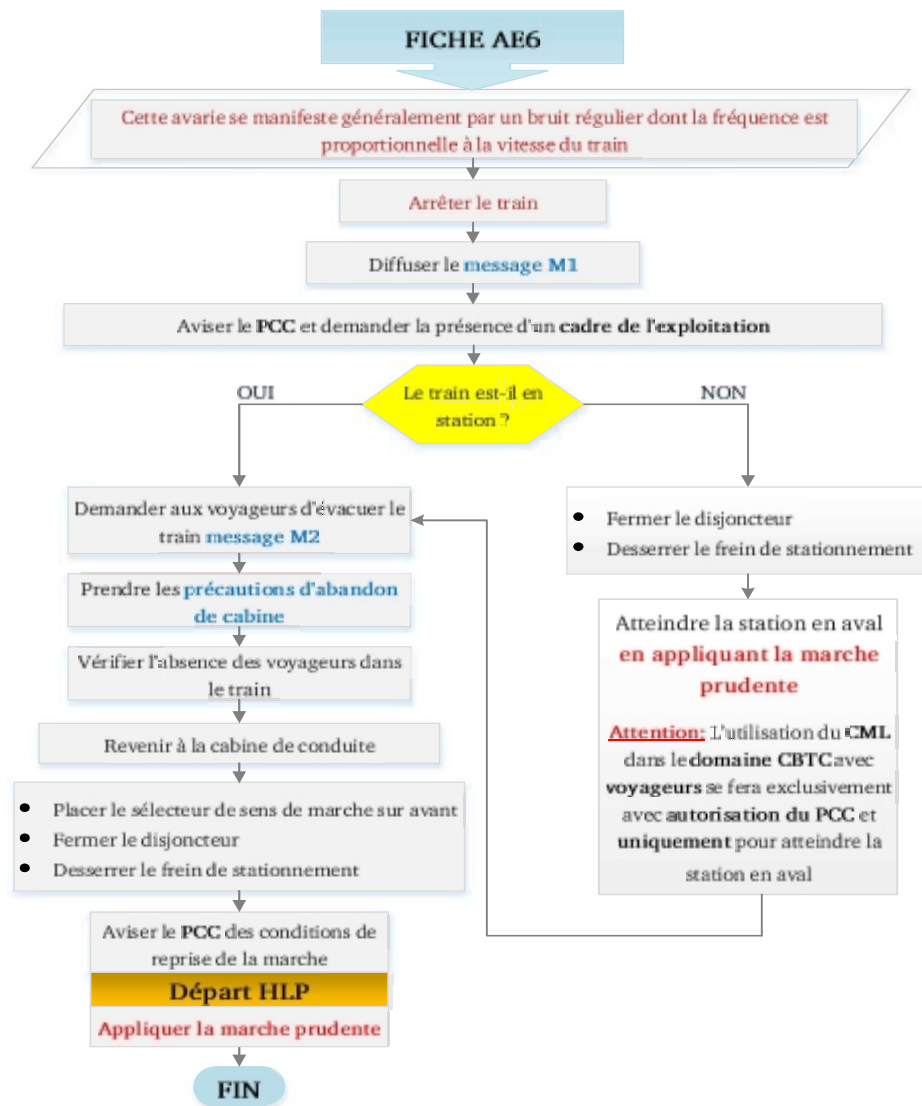 FICHE AE6
Cette avarie se manifeste généralement par un bruit régulier dont la fréquence est
proportionnelle à la vitesse du train
Arrêter le train
Diffuser le message M1
Aviser le PCC et demander la présence d'un cadre de l'exploitation
Le train est-il en
station ?
OUI
NON
Demander aux voyageurs d'évacuer le
train message M2
Prendre les précautions d'abandon
de cabine
Vérifier l'absence des voyageurs dans
le train
Revenir à la cabine de conduite
• Placer le sélecteur de sens de marche sur avant
• Fermer le disjoncteur
• Desserrer le frein de stationnement
Aviser le PCC des conditions de
reprise de la marche
Départ HLP
Appliquer la marche prudente
FIN
• Fermer le disjoncteur
• Desserrer le frein de stationnement
Atteindre la station en aval
en appliquant la marche
prudente
Attention: L'utilisation du CML
dans le domaine CBTC avec
voyageurs se fera exclusivement
avec autorisation du PCC et
uniquement pour atteindre la
station en aval